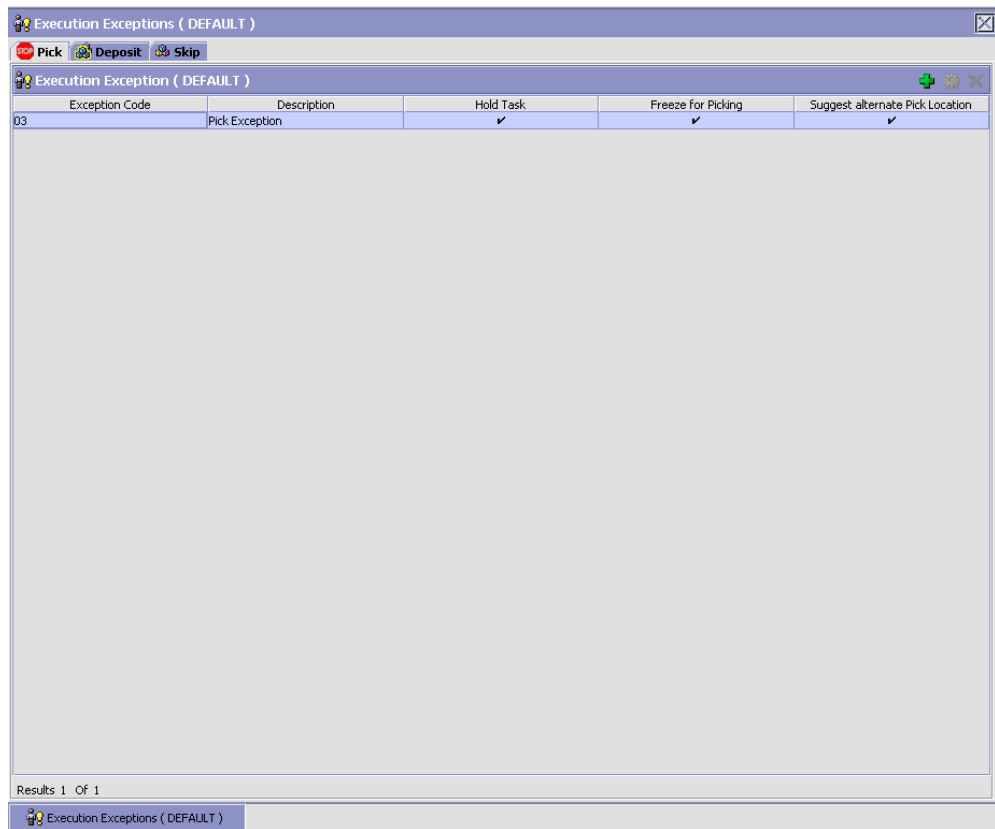 Execution Exceptions ( DEFAULT )
STOP Pick Deposit Skip
Execution Exception ( DEFAULT )
Exception Code Description Hold Task Freeze for Picking Suggest alternate Pick Location
03 Pick Exception ✔ ✔ ✔
Results 1 Of 1
Execution Exceptions ( DEFAULT )